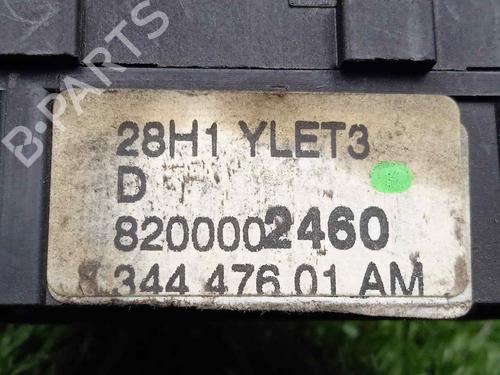 B-PARTS
28H1 YLET3
D
8200002460
344 476 01 AM